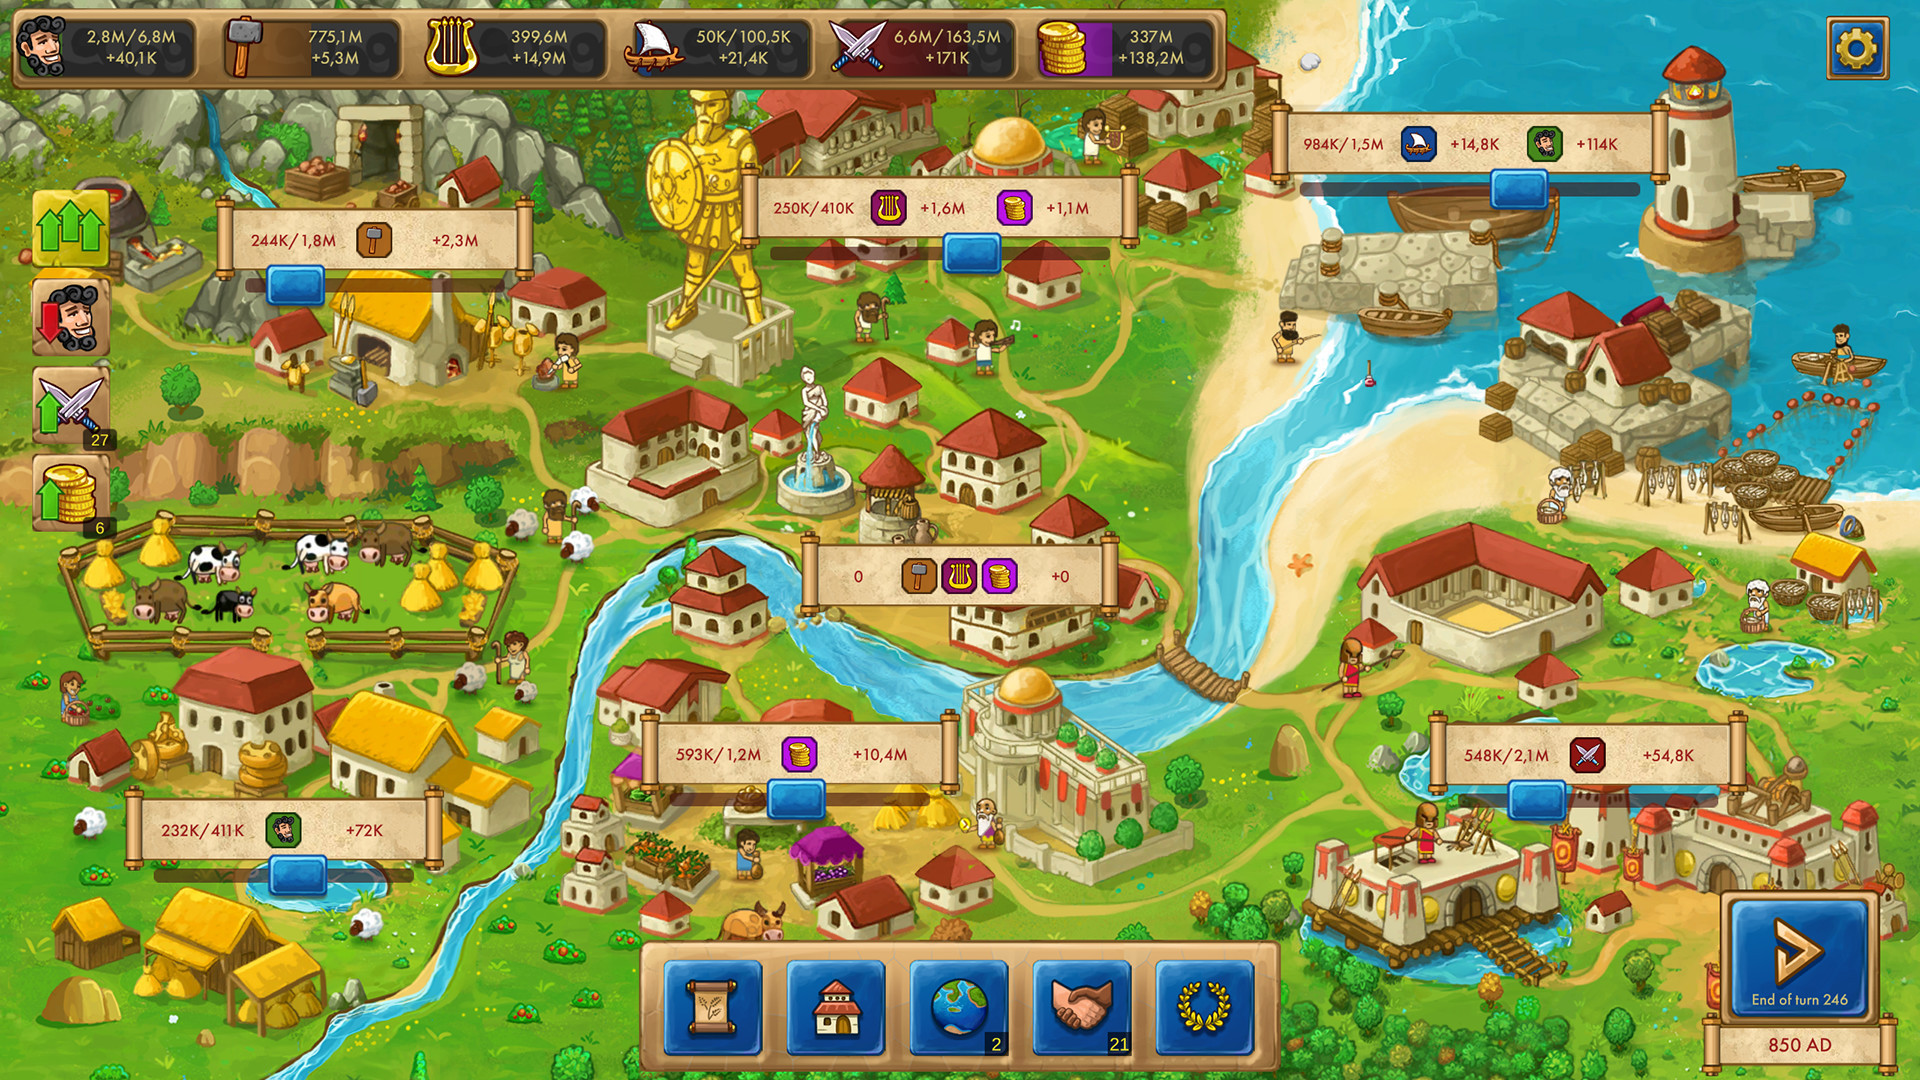 2,8M/6,8M
+40,1K
775,1M
+5,3M
399,6M
+14,9M
50K/100,5K
+21,4K
6,6M/163,5M
+171K
337M
+138,2M
984K/1,5M +14,8K +114K
250K/410K +1,6M +1,1M
244K/1,8M +2,3M
27
6
0 +0
593K/1,2M +10,4M
548K/2,1M +54,8K
232K/411K +72K
2
21
End of turn 246
850 AD